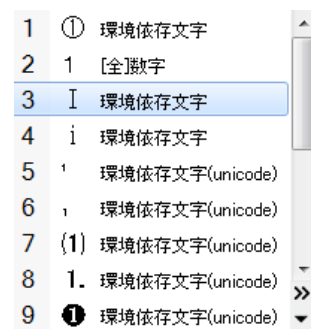 1 ① 環境依存文字
2 1 [全]数字
3 Ⅰ 環境依存文字
4 ⅰ 環境依存文字
5 ¹ 環境依存文字(unicode)
6 ₁ 環境依存文字(unicode)
7 ⑴ 環境依存文字(unicode)
8 ⒈ 環境依存文字(unicode)
9 ❶ 環境依存文字(unicode)